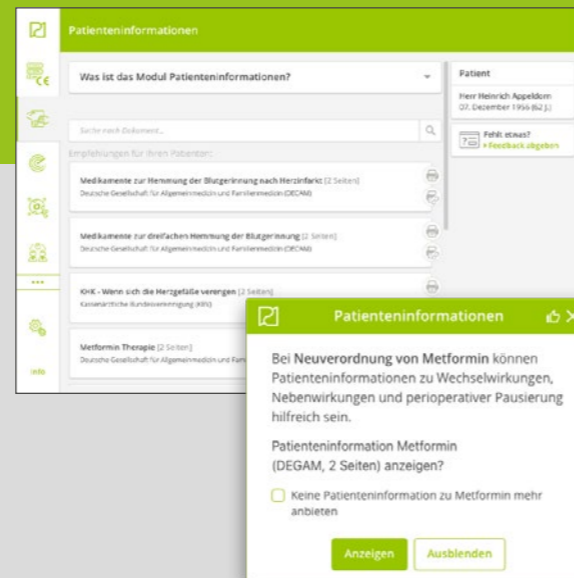 Patienteninformationen
Was ist das Modul Patienteninformationen?
Suche nach Dokument...
Empfehlungen für Ihren Patienten:
Medikamente zur Hemmung der Blutgerinnung nach Herzinfarkt [2 Seiten]
Deutsche Gesellschaft für Allgemeinmedizin und Familienmedizin (DEGAM)
Medikamente zur dreifachen Hemmung der Blutgerinnung [2 Seiten]
Deutsche Gesellschaft für Allgemeinmedizin und Familienmedizin (DEGAM)
KHK - Wenn sich die Herzgefäße verengen [2 Seiten]
Kassenärztliche Bundesvereinigung (KBV)
Metformin Therapie [2 Seiten]
Deutsche Gesellschaft für Allgemeinmedizin und Fam
info
Patient
Herr Heinrich Appeldorn
07. Dezember 1956 (62 J.)
Fehlt etwas?
Feedback abgeben
Patienteninformationen
Bei Neuverordnung von Metformin können
Patienteninformationen zu Wechselwirkungen,
Nebenwirkungen und perioperativer Pausierung
hilfreich sein.
Patienteninformation Metformin
(DEGAM, 2 Seiten) anzeigen?
Keine Patienteninformation zu Metformin mehr
anbieten
Anzeigen
Ausblenden